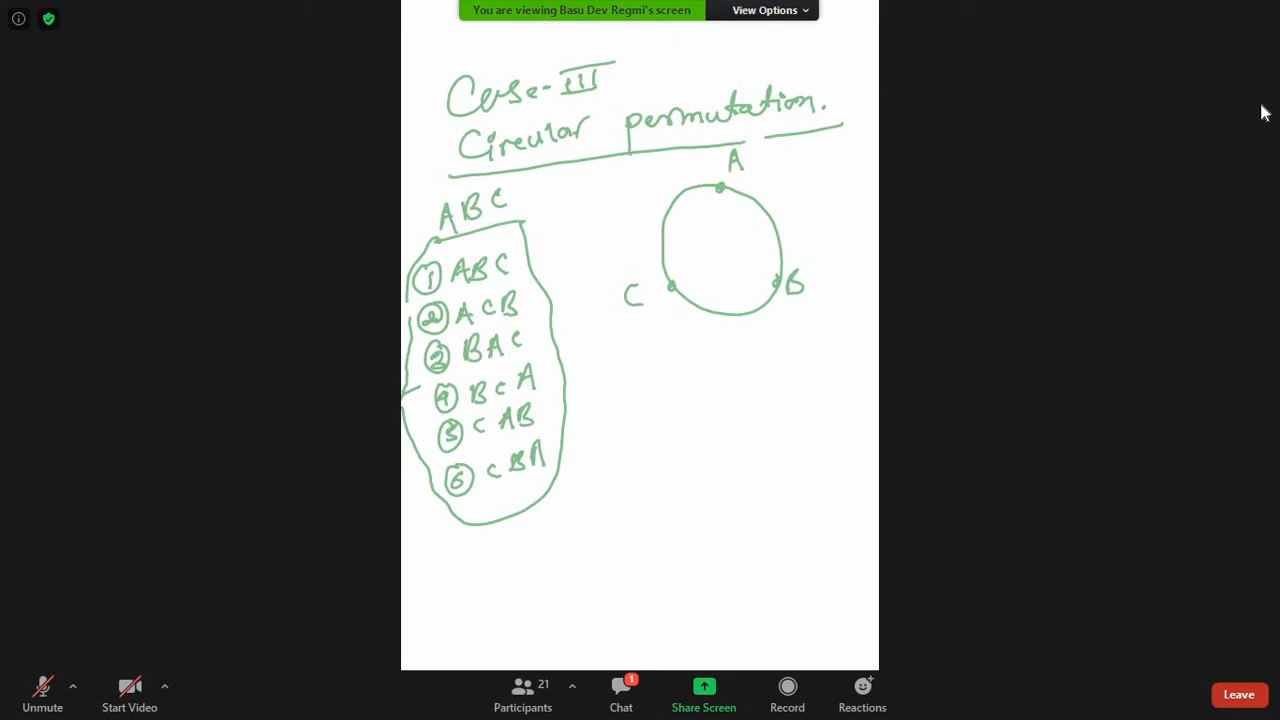 You are viewing Basu Dev Regmi's screen
View Options
Case-III
Circular permutation.
A B C
① ABC
② ACB
③ BAC
④ BCA
⑤ CAB
⑥ CBA
A
C
B
Unmute
Start Video
Participants
21
Chat
1
Share Screen
Record
Reactions
Leave